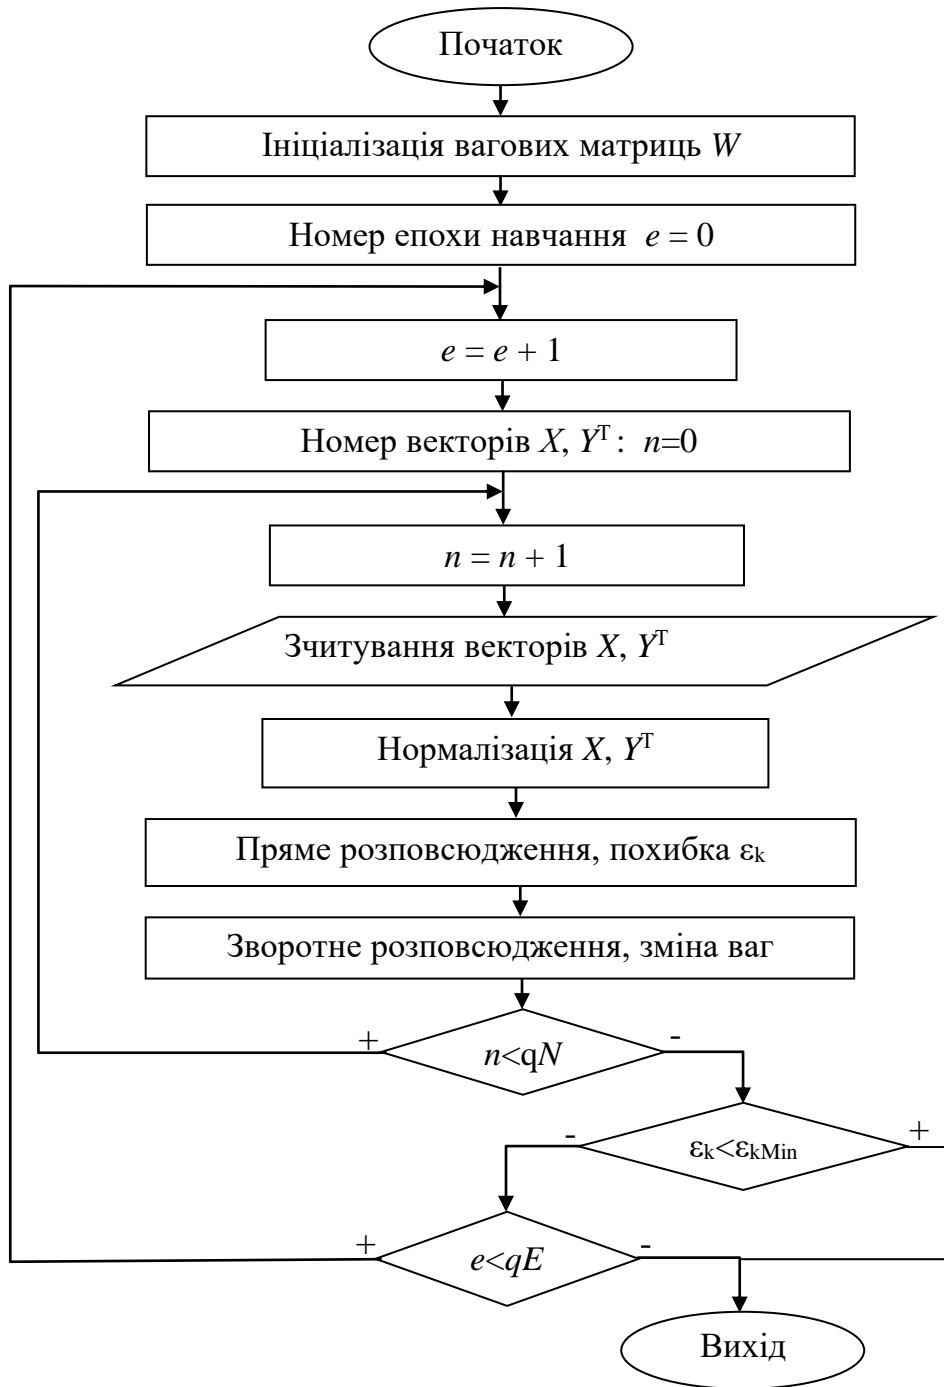 Початок
Ініціалізація вагових матриць W
Номер епохи навчання e = 0
e = e + 1
Номер векторів X, Yᵀ : n=0
n = n + 1
Зчитування векторів X, Yᵀ
Нормалізація X, Yᵀ
Пряме розповсюдження, похибка εₖ
Зворотне розповсюдження, зміна ваг
+
n<qN
-
-
εₖ<εkMin
+
+
e<qE
-
Вихід